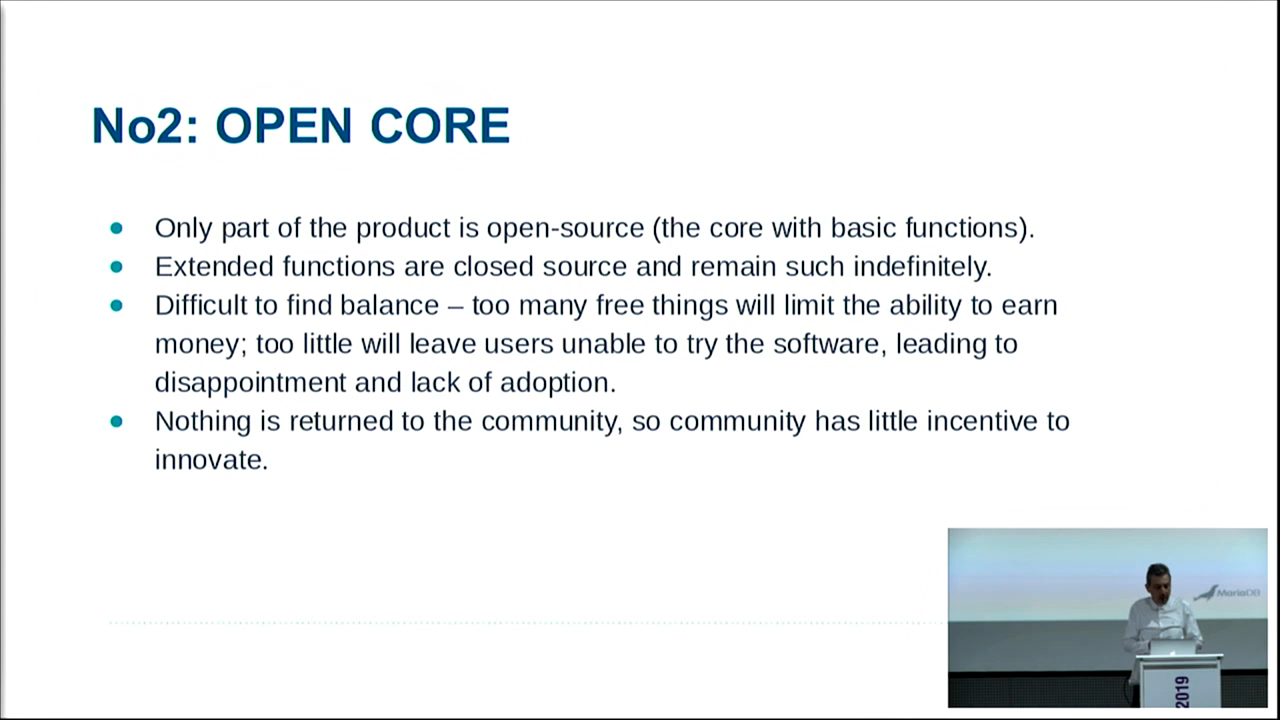 No2: OPEN CORE
Only part of the product is open-source (the core with basic functions).
Extended functions are closed source and remain such indefinitely.
Difficult to find balance – too many free things will limit the ability to earn
money; too little will leave users unable to try the software, leading to
disappointment and lack of adoption.
Nothing is returned to the community, so community has little incentive to
innovate.
MariaDB
2019